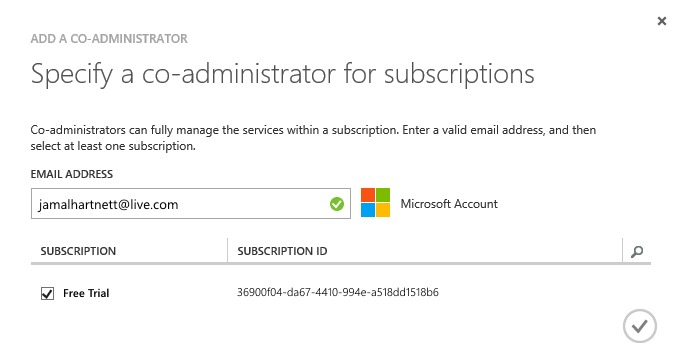 ADD A CO-ADMINISTRATOR
Specify a co-administrator for subscriptions
Co-administrators can fully manage the services within a subscription. Enter a valid email address, and then
select at least one subscription.
EMAIL ADDRESS
jamalhartnett@live.com
Microsoft Account
SUBSCRIPTION SUBSCRIPTION ID
Free Trial 36900f04-da67-4410-994e-a518dd1518b6